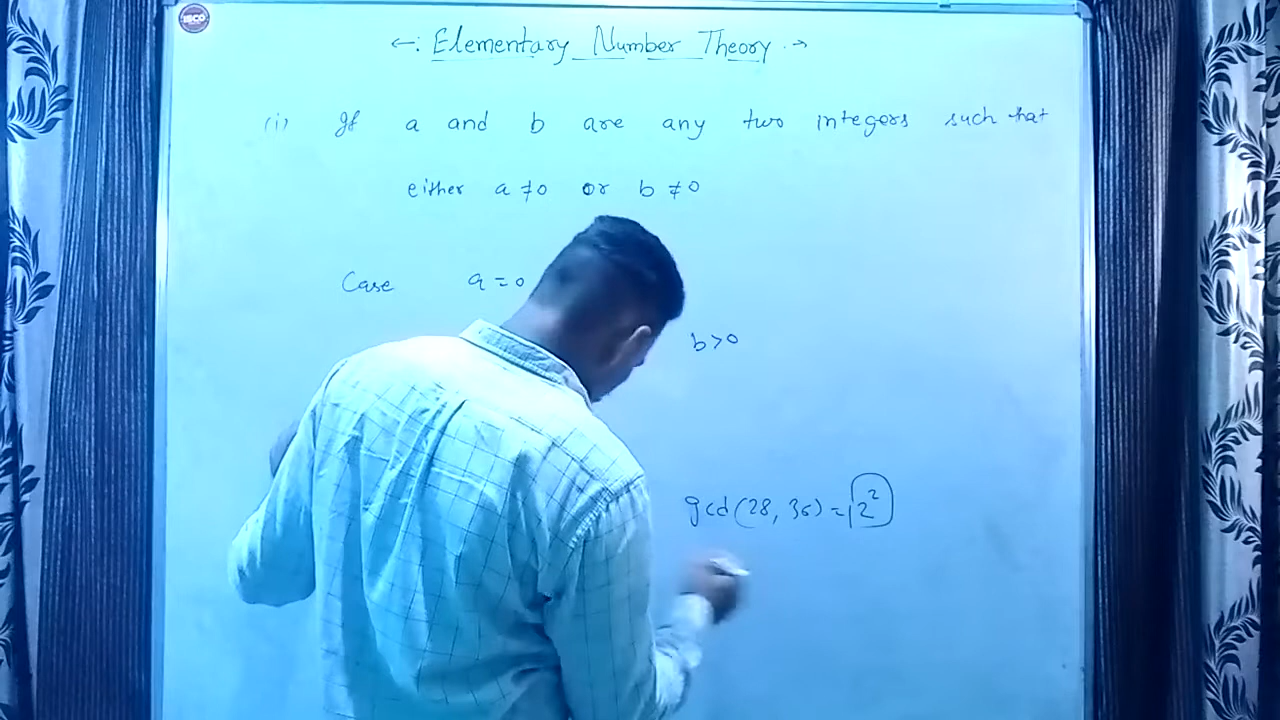 ISCO
←: Elementary Number Theory :→
(i) If a and b are any two integers such that
either a ≠ 0 or b ≠ 0
Case a = 0
b > 0
gcd (28, 36) = 2²